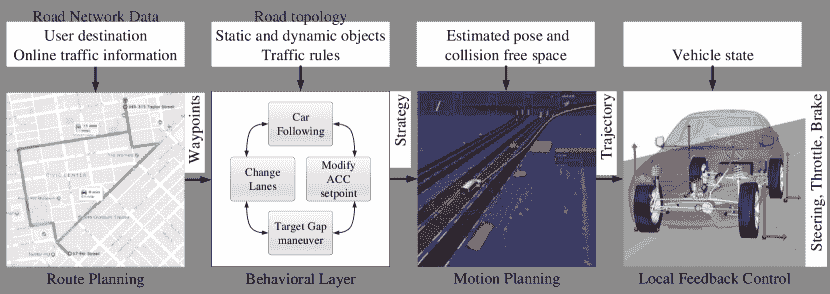 Road Network Data
User destination
Online traffic information
Road topology
Static and dynamic objects
Traffic rules
Estimated pose and
collision free space
Vehicle state
Waypoints
Car
Following
Change
Lanes
Modify
ACC
setpoint
Target Gap
maneuver
Strategy
Trajectory
Steering, Throttle, Brake
Route Planning
Behavioral Layer
Motion Planning
Local Feedback Control